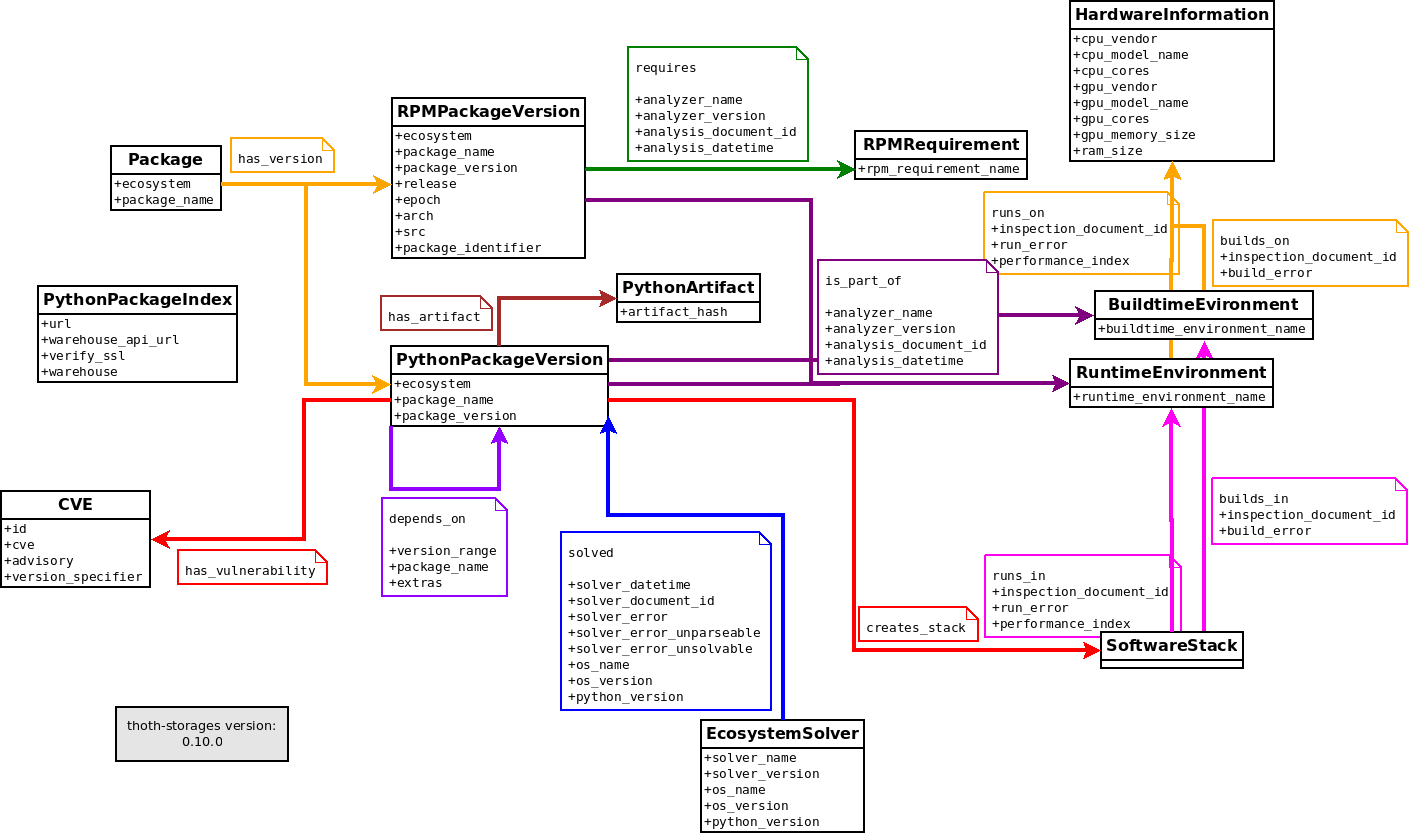 HardwareInformation
+cpu_vendor
+cpu_model_name
+cpu_cores
+gpu_vendor
+gpu_model_name
+gpu_cores
+gpu_memory_size
+ram_size
requires
+analyzer_name
+analyzer_version
+analysis_document_id
+analysis_datetime
RPMPackageVersion
+ecosystem
+package_name
+package_version
+release
+epoch
+arch
+src
+package_identifier
RPMRequirement
+rpm_requirement_name
Package
+ecosystem
+package_name
has_version
runs_on
+inspection_document_id
+run_error
+performance_index
builds_on
+inspection_document_id
+build_error
is_part_of
+analyzer_name
+analyzer_version
+analysis_document_id
+analysis_datetime
PythonPackageIndex
+url
+warehouse_api_url
+verify_ssl
+warehouse
has_artifact
PythonArtifact
+artifact_hash
BuildtimeEvironment
+buildtime_environment_name
PythonPackageVersion
+ecosystem
+package_name
+package_version
RuntimeEnvironment
+runtime_environment_name
CVE
+id
+cve
+advisory
+version_specifier
has_vulnerability
depends_on
+version_range
+package_name
+extras
solved
+solver_datetime
+solver_document_id
+solver_error
+solver_error_unparseable
+solver_error_unsolvable
+os_name
+os_version
+python_version
builds_in
+inspection_document_id
+build_error
runs_in
+inspection_document_id
+run_error
+performance_index
creates_stack
SoftwareStack
thoth-storages version:
0.10.0
EcosystemSolver
+solver_name
+solver_version
+os_name
+os_version
+python_version